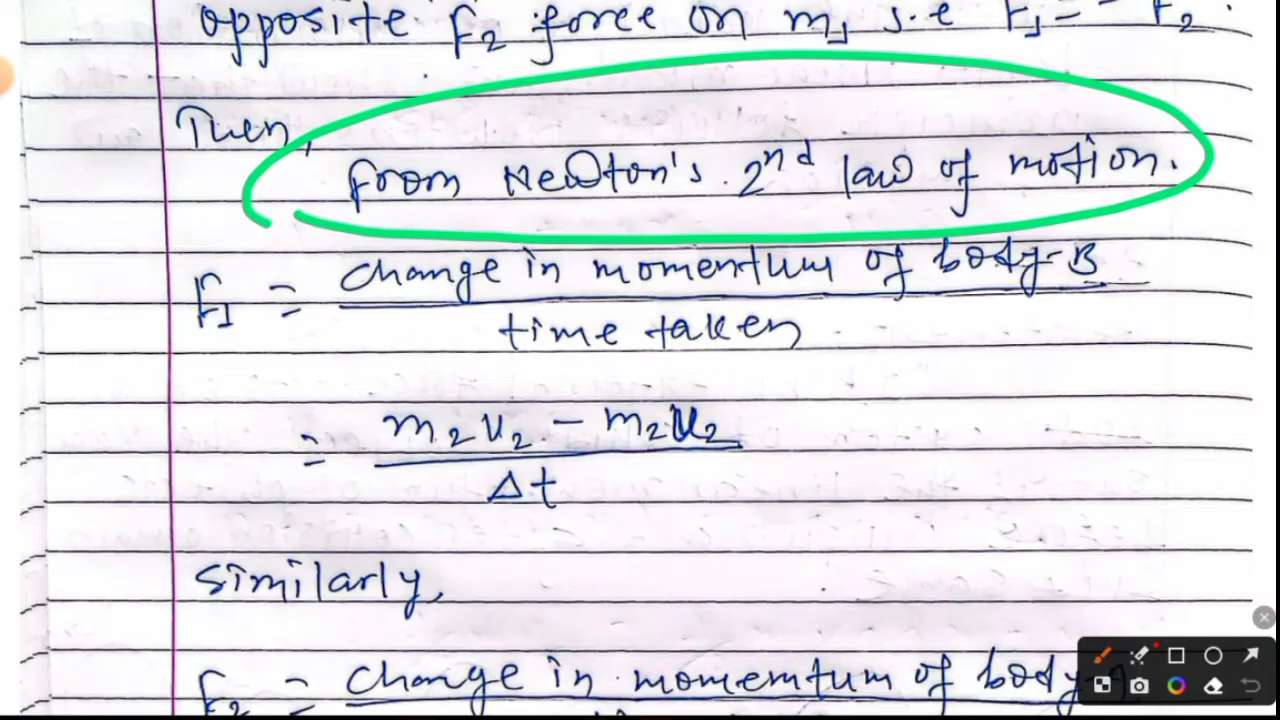 opposite F₂ force on m₁ i.e F₁ = - F₂.
Then,
from Newton's 2nd law of motion.
F₁ = change in momentum of body-B
time taken
= m₂v₂ - m₂u₂
Δt
Similarly,
F₂ = change in momemtum of body-